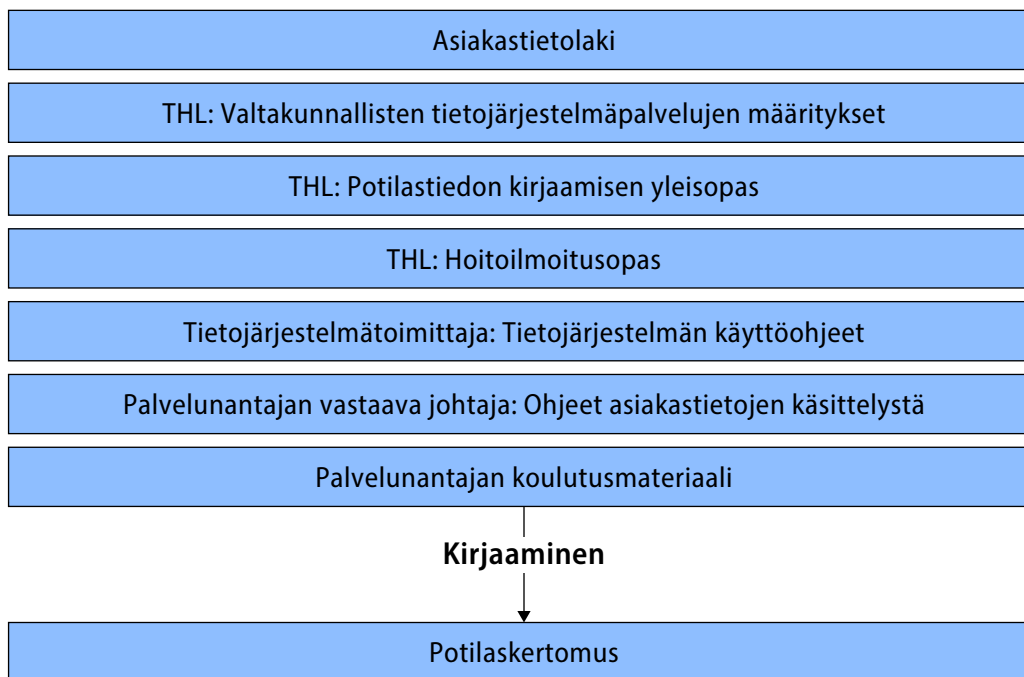 Asiakastietolaki
THL: Valtakunnallisten tietojärjestelmäpalvelujen määritykset
THL: Potilastiedon kirjaamisen yleisopas
THL: Hoitoilmoitusopas
Tietojärjestelmätoimittaja: Tietojärjestelmän käyttöohjeet
Palvelunantajan vastaava johtaja: Ohjeet asiakastietojen käsittelystä
Palvelunantajan koulutusmateriaali
Kirjaaminen
Potilaskertomus